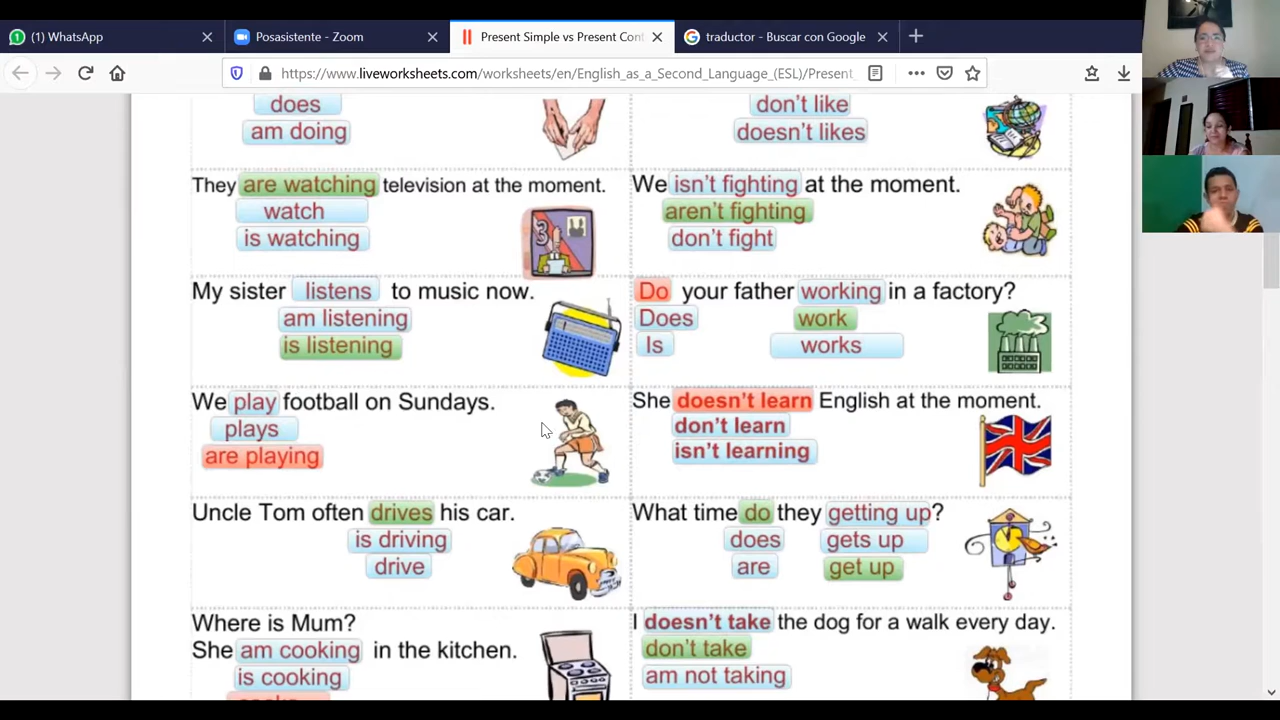 (1) WhatsApp
Posasistente - Zoom
Present Simple vs Present Cont
traductor - Buscar con Google
https://www.liveworksheets.com/worksheets/en/English_as_a_Second_Language_(ESL)/Present_
does
am doing
don't like
doesn't likes
They are watching television at the moment.
watch
is watching
We isn't fighting at the moment.
aren't fighting
don't fight
My sister listens to music now.
am listening
is listening
Do your father working in a factory?
Does work
Is works
We play football on Sundays.
plays
are playing
She doesn't learn English at the moment.
don't learn
isn't learning
Uncle Tom often drives his car.
is driving
drive
What time do they getting up?
does gets up
are get up
Where is Mum?
She am cooking in the kitchen.
is cooking
I doesn't take the dog for a walk every day.
don't take
am not taking